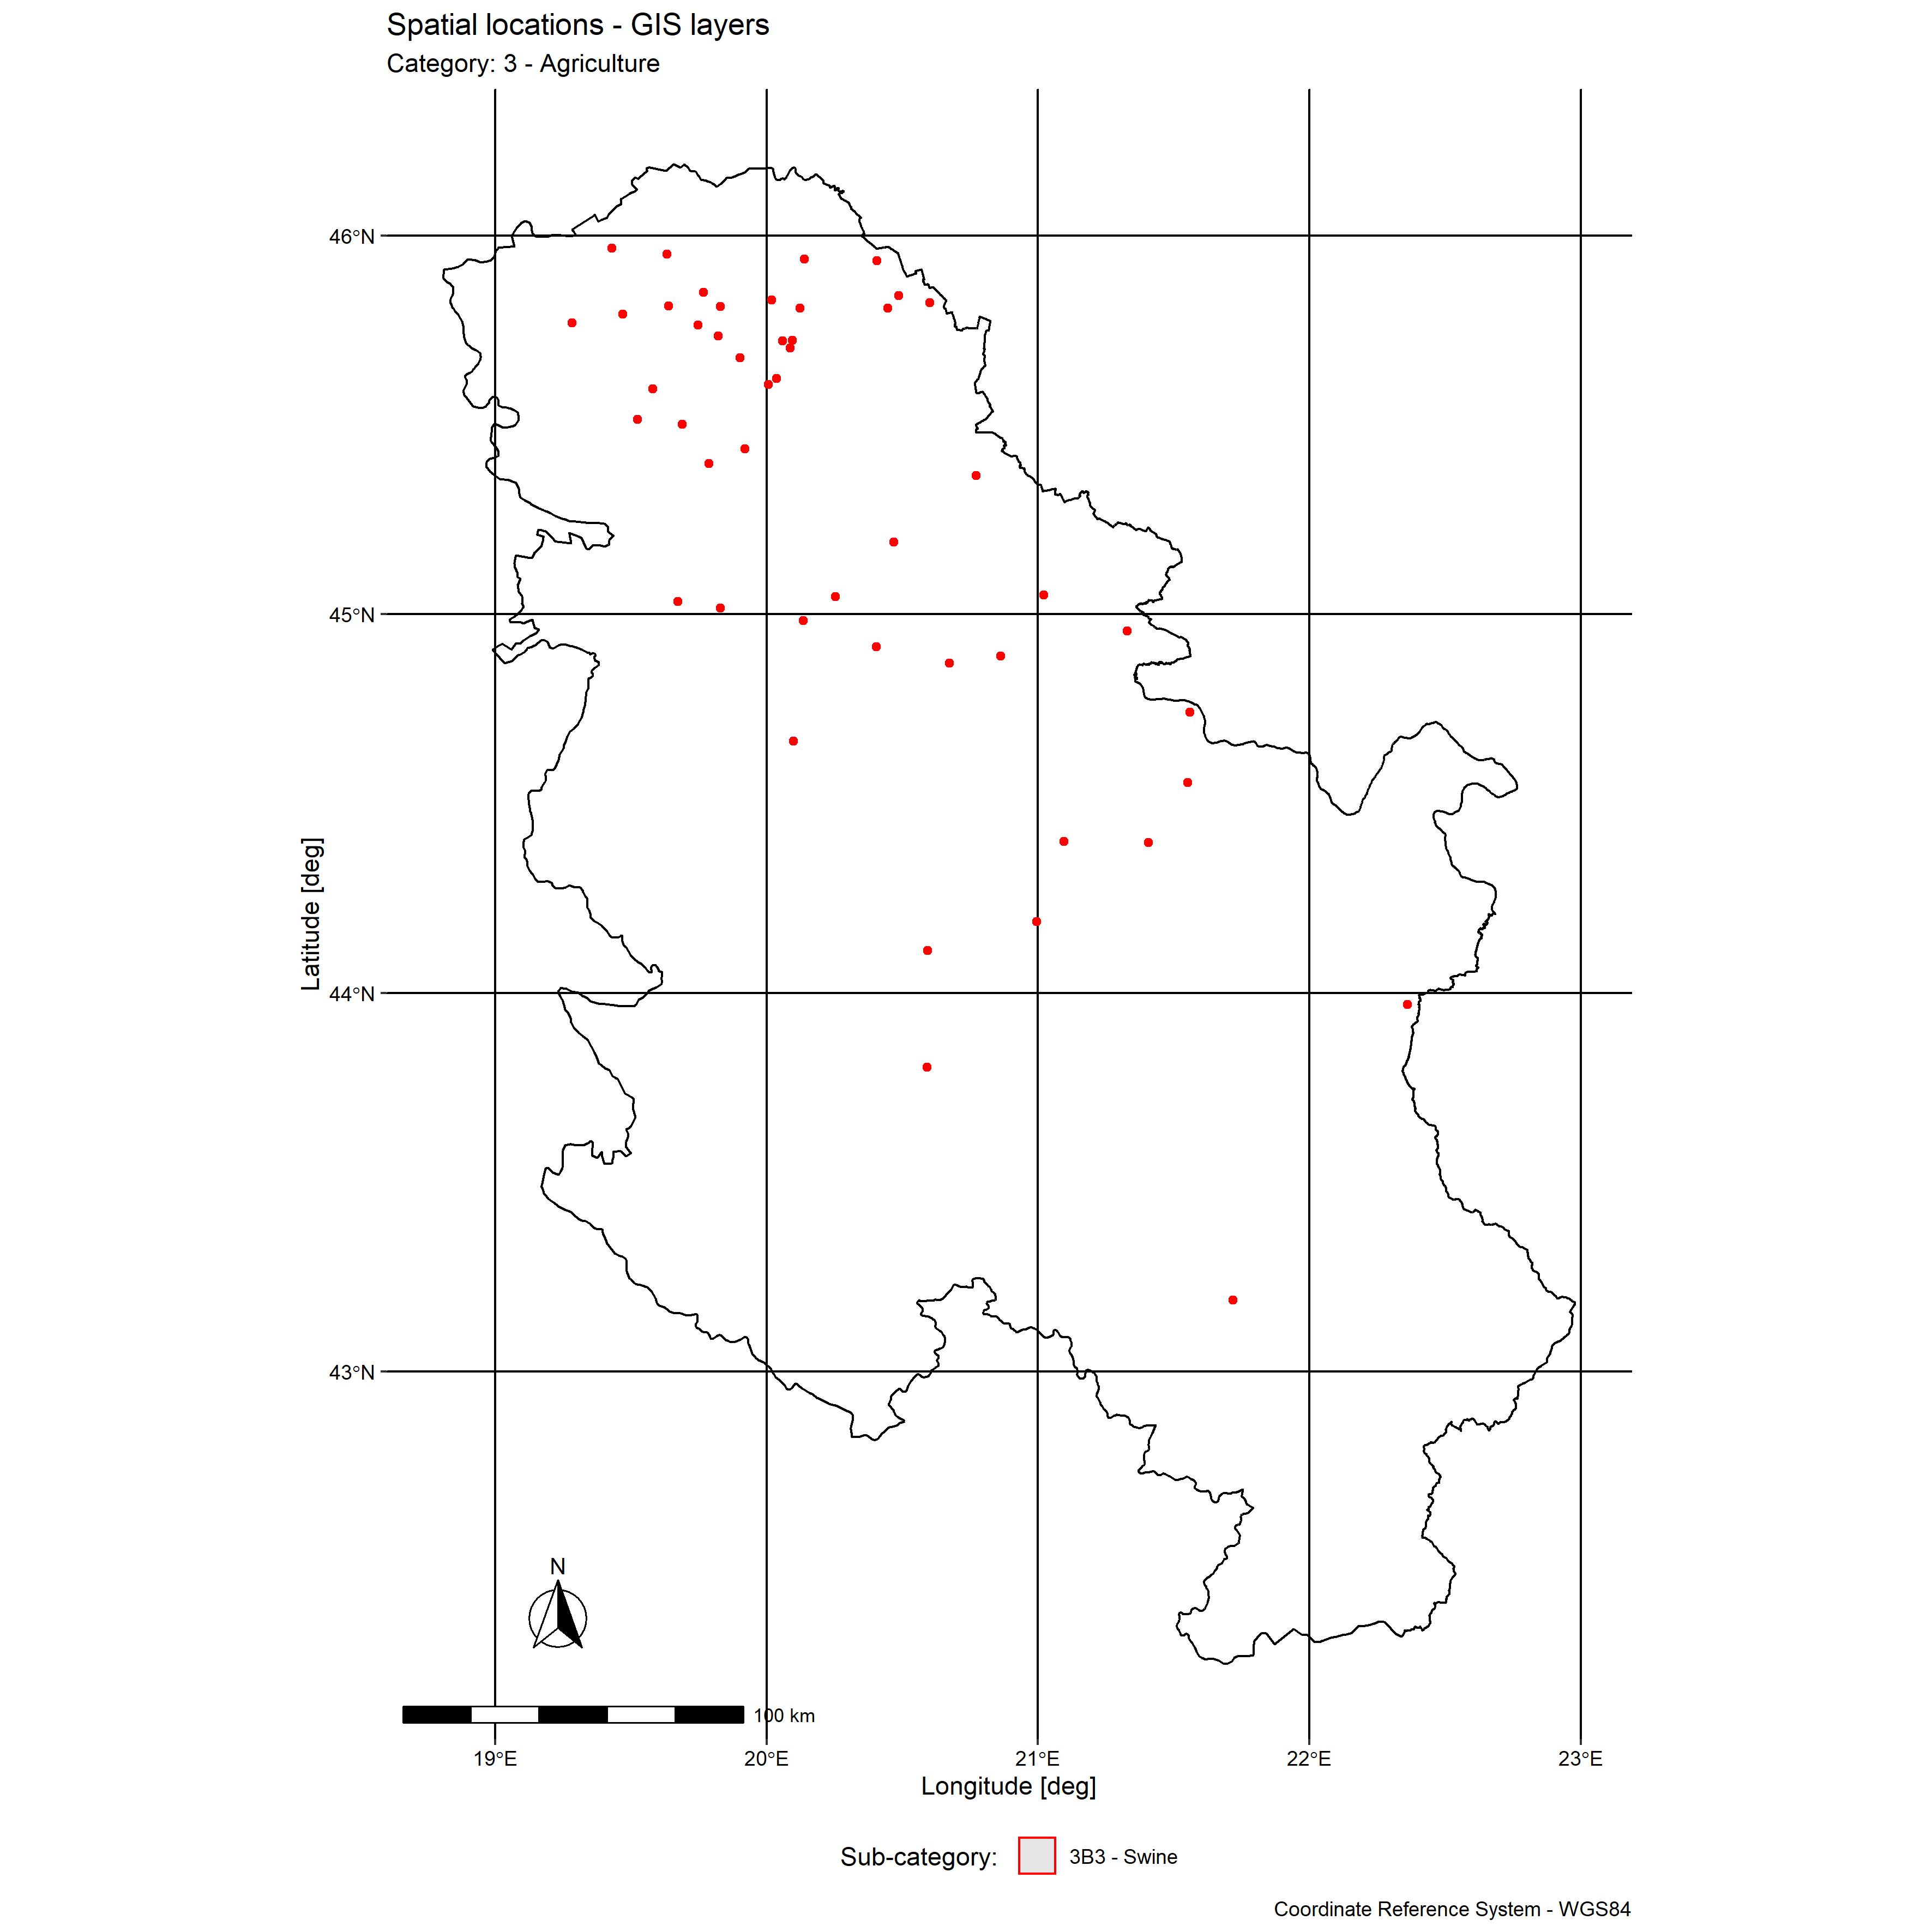 Spatial locations - GIS layers
Category: 3 - Agriculture
46°N
45°N
44°N
43°N
Latitude [deg]
N
100 km
19°E 20°E 21°E 22°E 23°E
Longitude [deg]
Sub-category: 3B3 - Swine
Coordinate Reference System - WGS84